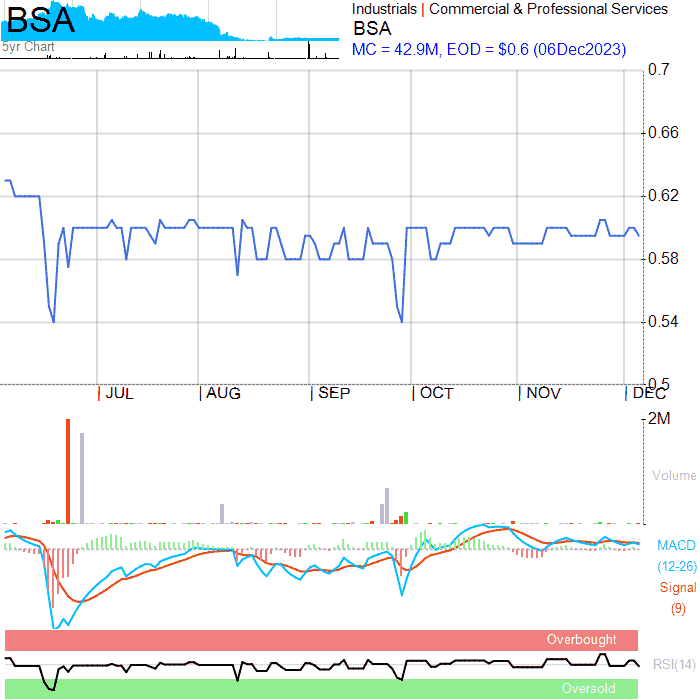 BSA
5yr Chart
Industrials | Commercial & Professional Services
BSA
MC = 42.9M, EOD = $0.6 (06Dec2023)
0.7
0.66
0.62
0.58
0.54
0.5
| JUL | AUG | SEP | OCT | NOV | DEC
2M
Volume
MACD
(12-26)
Signal
(9)
Overbought
RSI(14)
Oversold